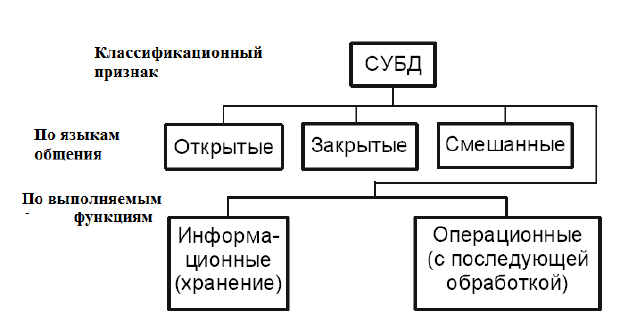 Классификационный
признак
СУБД
По языкам
общения
Открытые
Закрытые
Смешанные
По выполняемым
функциям
Информа-
ционные
(хранение)
Операционные
(с последующей
обработкой)